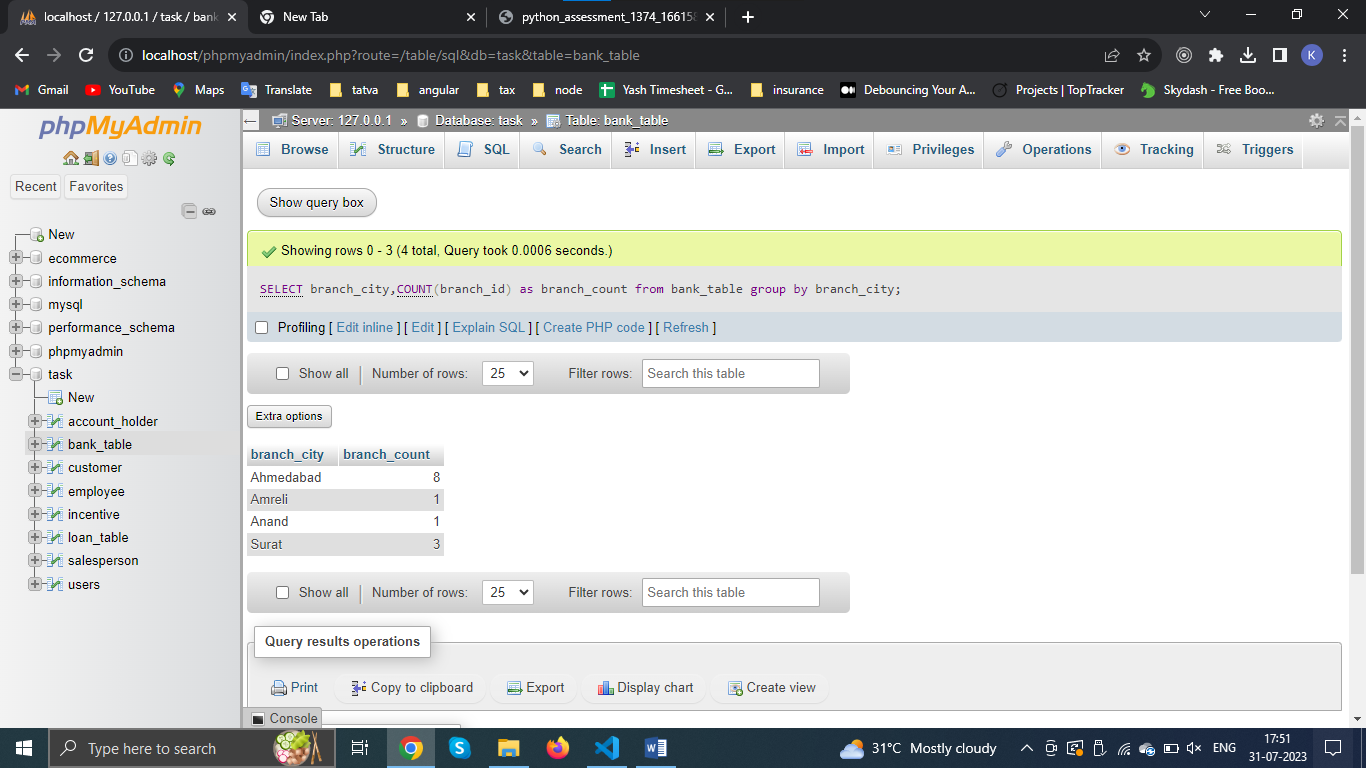 localhost / 127.0.0.1 / task / bank
New Tab
python_assessment_1374_16615
localhost/phpmyadmin/index.php?route=/table/sql&db=task&table=bank_table
K
Gmail YouTube Maps Translate tatva angular tax node Yash Timesheet - G... insurance Debouncing Your A... Projects | TopTracker Skydash - Free Boo...
phpMyAdmin
Recent Favorites
New
ecommerce
information_schema
mysql
performance_schema
phpmyadmin
task
New
account_holder
bank_table
customer
employee
incentive
loan_table
salesperson
users
Server: 127.0.0.1 » Database: task » Table: bank_table
Browse Structure SQL Search Insert Export Import Privileges Operations Tracking Triggers
Show query box
Showing rows 0 - 3 (4 total, Query took 0.0006 seconds.)
SELECT branch_city,COUNT(branch_id) as branch_count from bank_table group by branch_city;
Profiling [ Edit inline ] [ Edit ] [ Explain SQL ] [ Create PHP code ] [ Refresh ]
Show all | Number of rows: 25 Filter rows: Search this table
Extra options
branch_city branch_count
Ahmedabad 8
Amreli 1
Anand 1
Surat 3
Show all | Number of rows: 25 Filter rows: Search this table
Query results operations
Print Copy to clipboard Export Display chart Create view
Console
Type here to search
31°C Mostly cloudy
ENG
17:51
31-07-2023